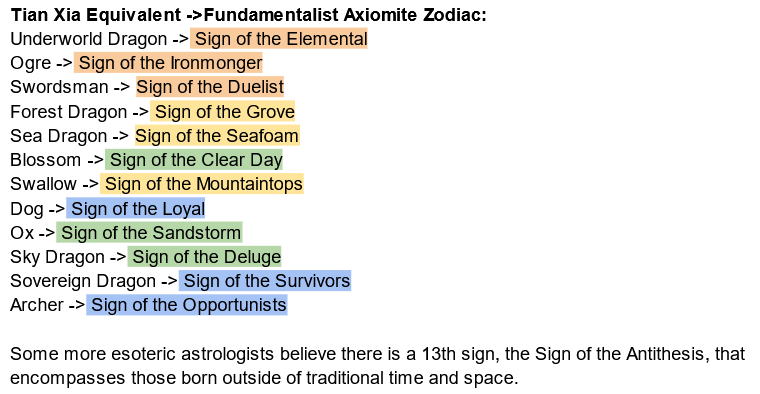 Tian Xia Equivalent ->Fundamentalist Axiomite Zodiac:
Underworld Dragon -> Sign of the Elemental
Ogre -> Sign of the Ironmonger
Swordsman -> Sign of the Duelist
Forest Dragon -> Sign of the Grove
Sea Dragon -> Sign of the Seafoam
Blossom -> Sign of the Clear Day
Swallow -> Sign of the Mountaintops
Dog -> Sign of the Loyal
Ox -> Sign of the Sandstorm
Sky Dragon -> Sign of the Deluge
Sovereign Dragon -> Sign of the Survivors
Archer -> Sign of the Opportunists
Some more esoteric astrologists believe there is a 13th sign, the Sign of the Antithesis, that
encompasses those born outside of traditional time and space.